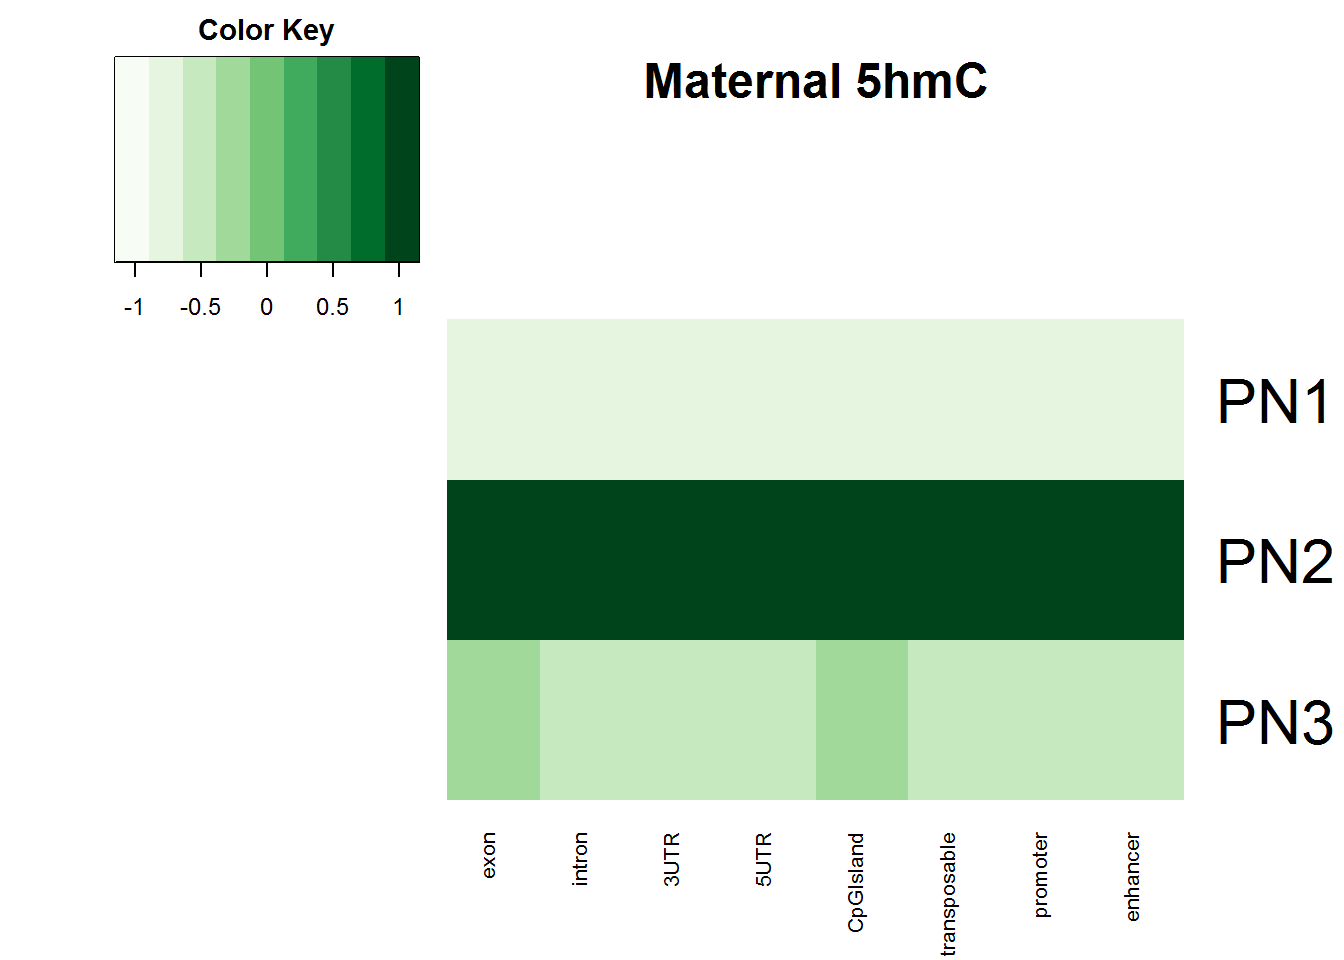 Color Key
Maternal 5hmC
-1 -0.5 0 0.5 1
PN1
PN2
PN3
exon
intron
3UTR
5UTR
CpGIsland
transposable
promoter
enhancer